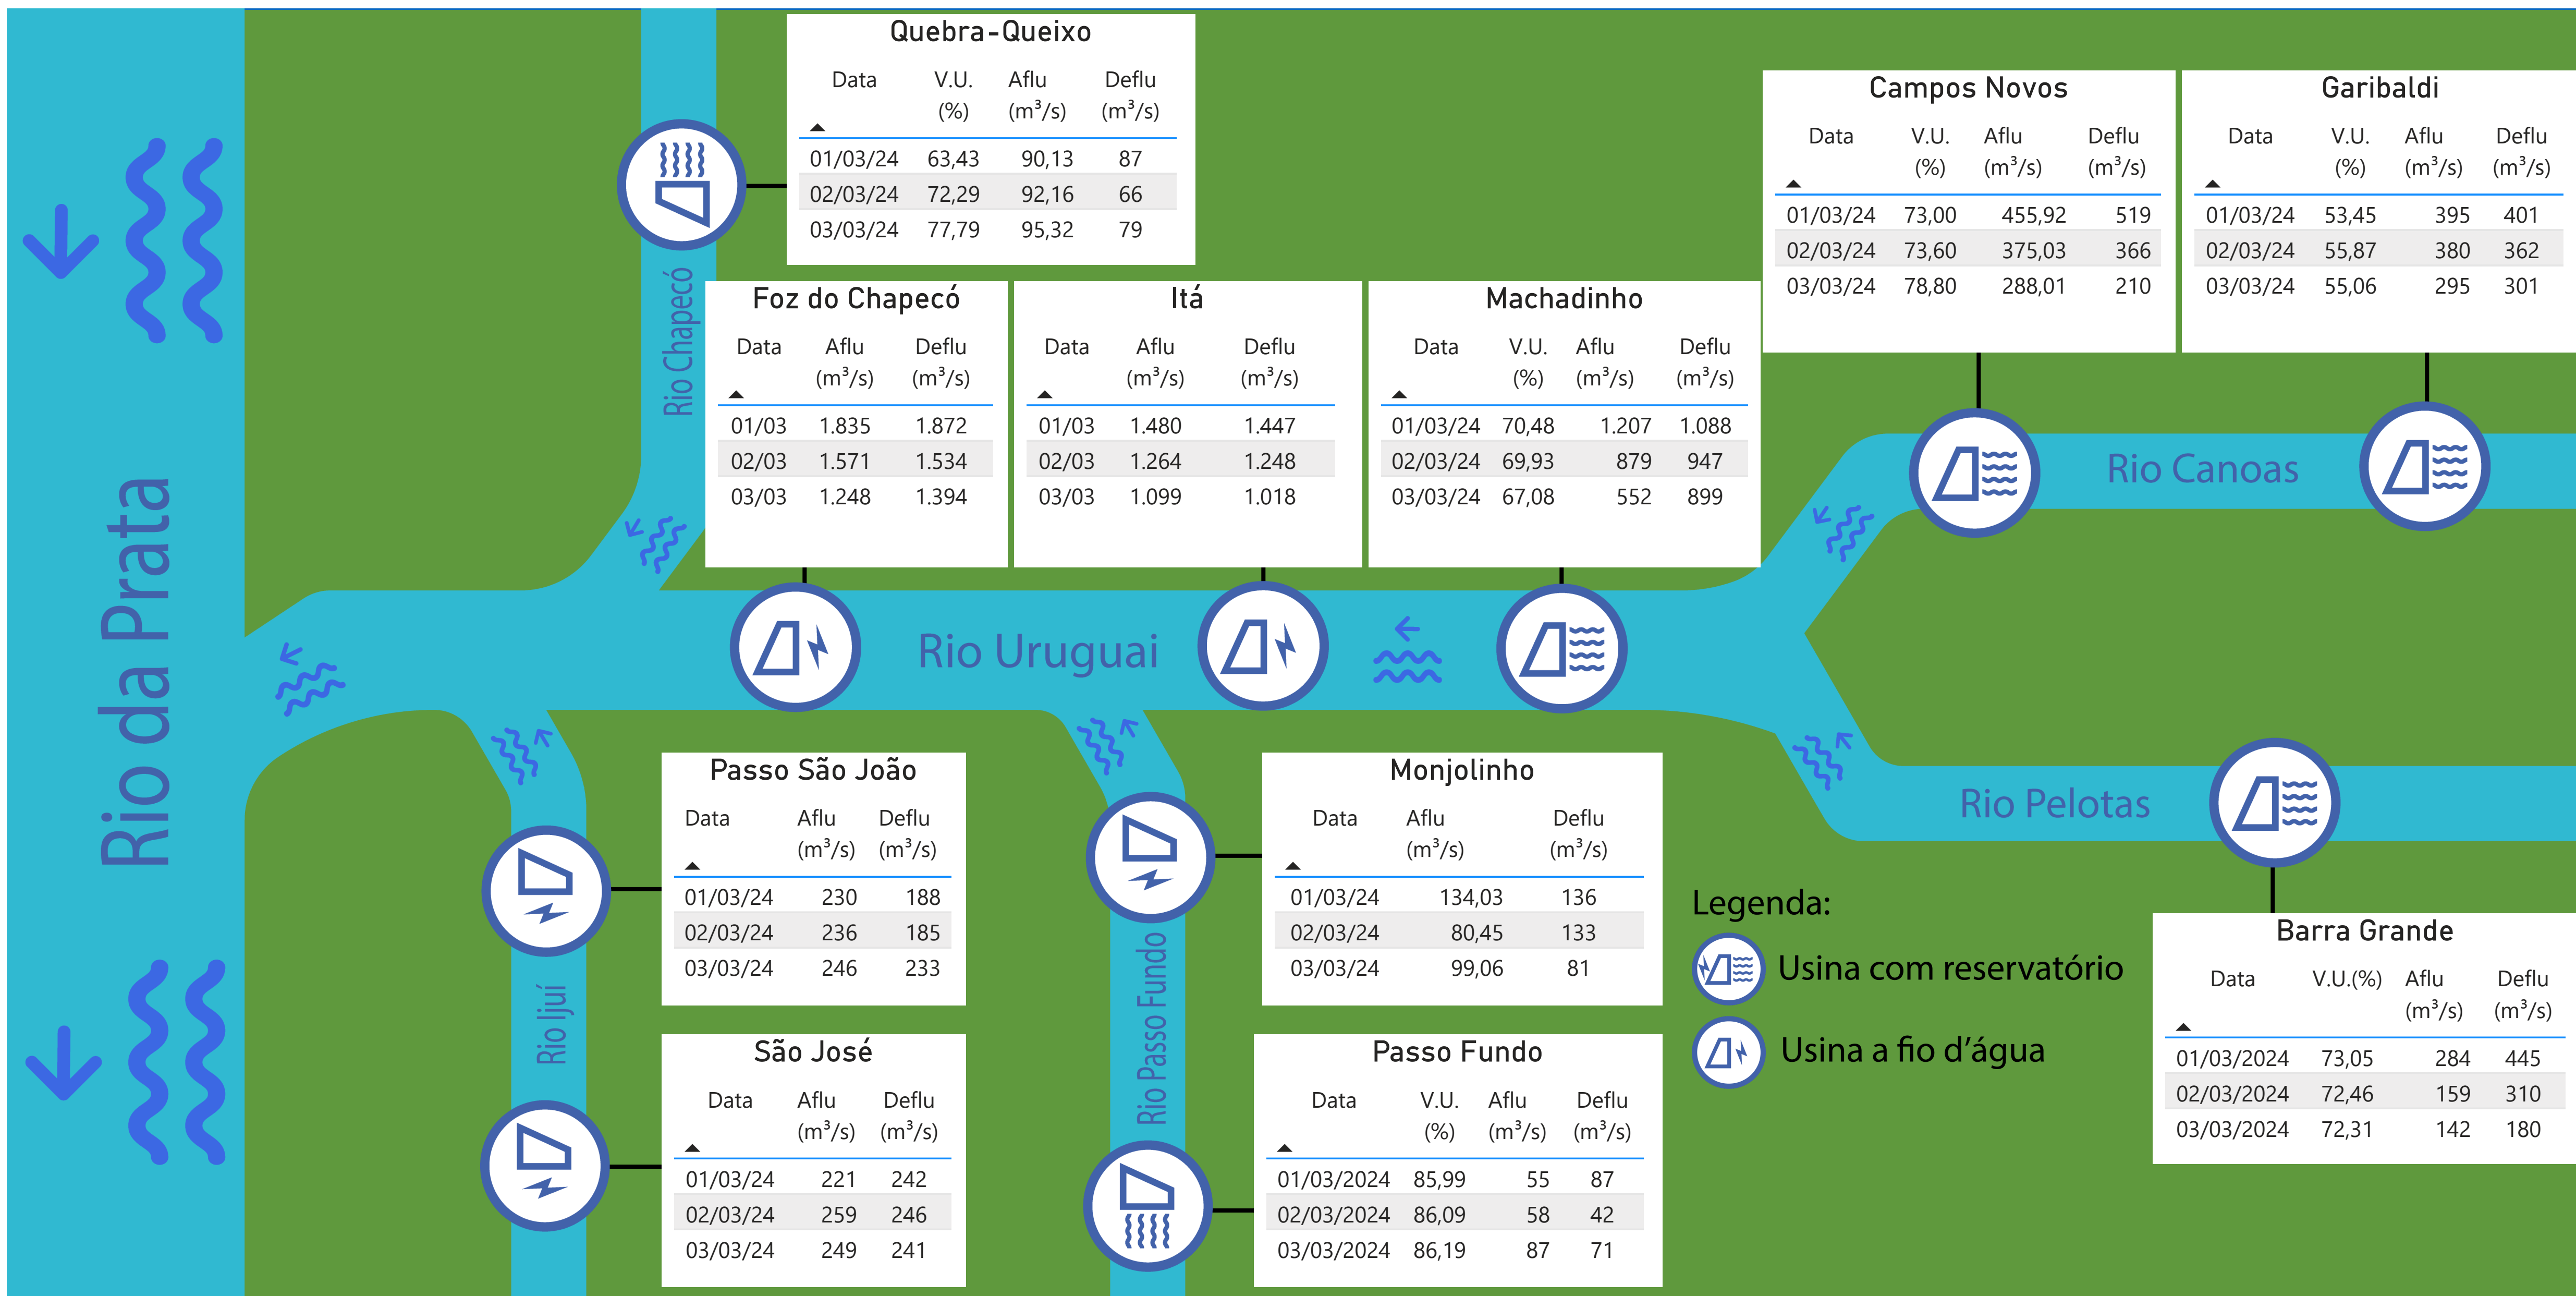 Quebra-Queixo
Data V.U. (%) Aflu (m³/s) Deflu (m³/s)
01/03/24 63,43 90,13 87
02/03/24 72,29 92,16 66
03/03/24 77,79 95,32 79
Campos Novos
Data V.U. (%) Aflu (m³/s) Deflu (m³/s)
01/03/24 73,00 455,92 519
02/03/24 73,60 375,03 366
03/03/24 78,80 288,01 210
Garibaldi
Data V.U. (%) Aflu (m³/s) Deflu (m³/s)
01/03/24 53,45 395 401
02/03/24 55,87 380 362
03/03/24 55,06 295 301
Rio Chapecó
Foz do Chapecó
Data Aflu (m³/s) Deflu (m³/s)
01/03 1.835 1.872
02/03 1.571 1.534
03/03 1.248 1.394
Itá
Data Aflu (m³/s) Deflu (m³/s)
01/03 1.480 1.447
02/03 1.264 1.248
03/03 1.099 1.018
Machadinho
Data V.U. (%) Aflu (m³/s) Deflu (m³/s)
01/03/24 70,48 1.207 1.088
02/03/24 69,93 879 947
03/03/24 67,08 552 899
Rio Canoas
Rio da Prata
Rio Uruguai
Rio Pelotas
Passo São João
Data Aflu (m³/s) Deflu (m³/s)
01/03/24 230 188
02/03/24 236 185
03/03/24 246 233
Monjolinho
Data Aflu (m³/s) Deflu (m³/s)
01/03/24 134,03 136
02/03/24 80,45 133
03/03/24 99,06 81
Rio Ijuí
Rio Passo Fundo
São José
Data Aflu (m³/s) Deflu (m³/s)
01/03/24 221 242
02/03/24 259 246
03/03/24 249 241
Passo Fundo
Data V.U. (%) Aflu (m³/s) Deflu (m³/s)
01/03/2024 85,99 55 87
02/03/2024 86,09 58 42
03/03/2024 86,19 87 71
Legenda:
Usina com reservatório
Usina a fio d'água
Barra Grande
Data V.U.(%) Aflu (m³/s) Deflu (m³/s)
01/03/2024 73,05 284 445
02/03/2024 72,46 159 310
03/03/2024 72,31 142 180